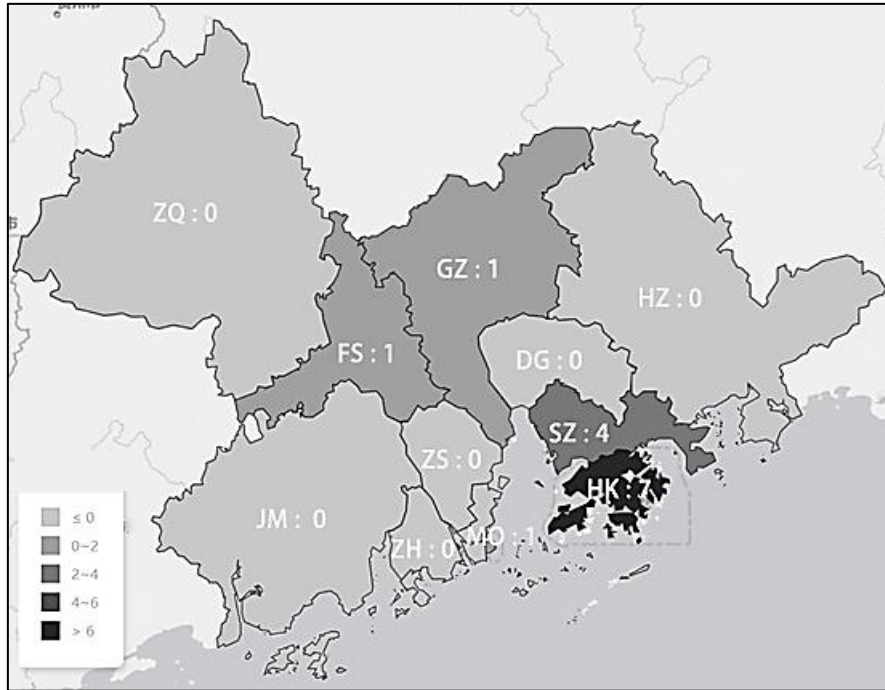 市
ZQ : 0
GZ : 1
HZ : 0
FS : 1
DG : 0
SZ : 4
ZS : 0
HK : 7
JM : 0
ZH : 0
MO : 1
≤ 0
0~2
2~4
4~6
> 6